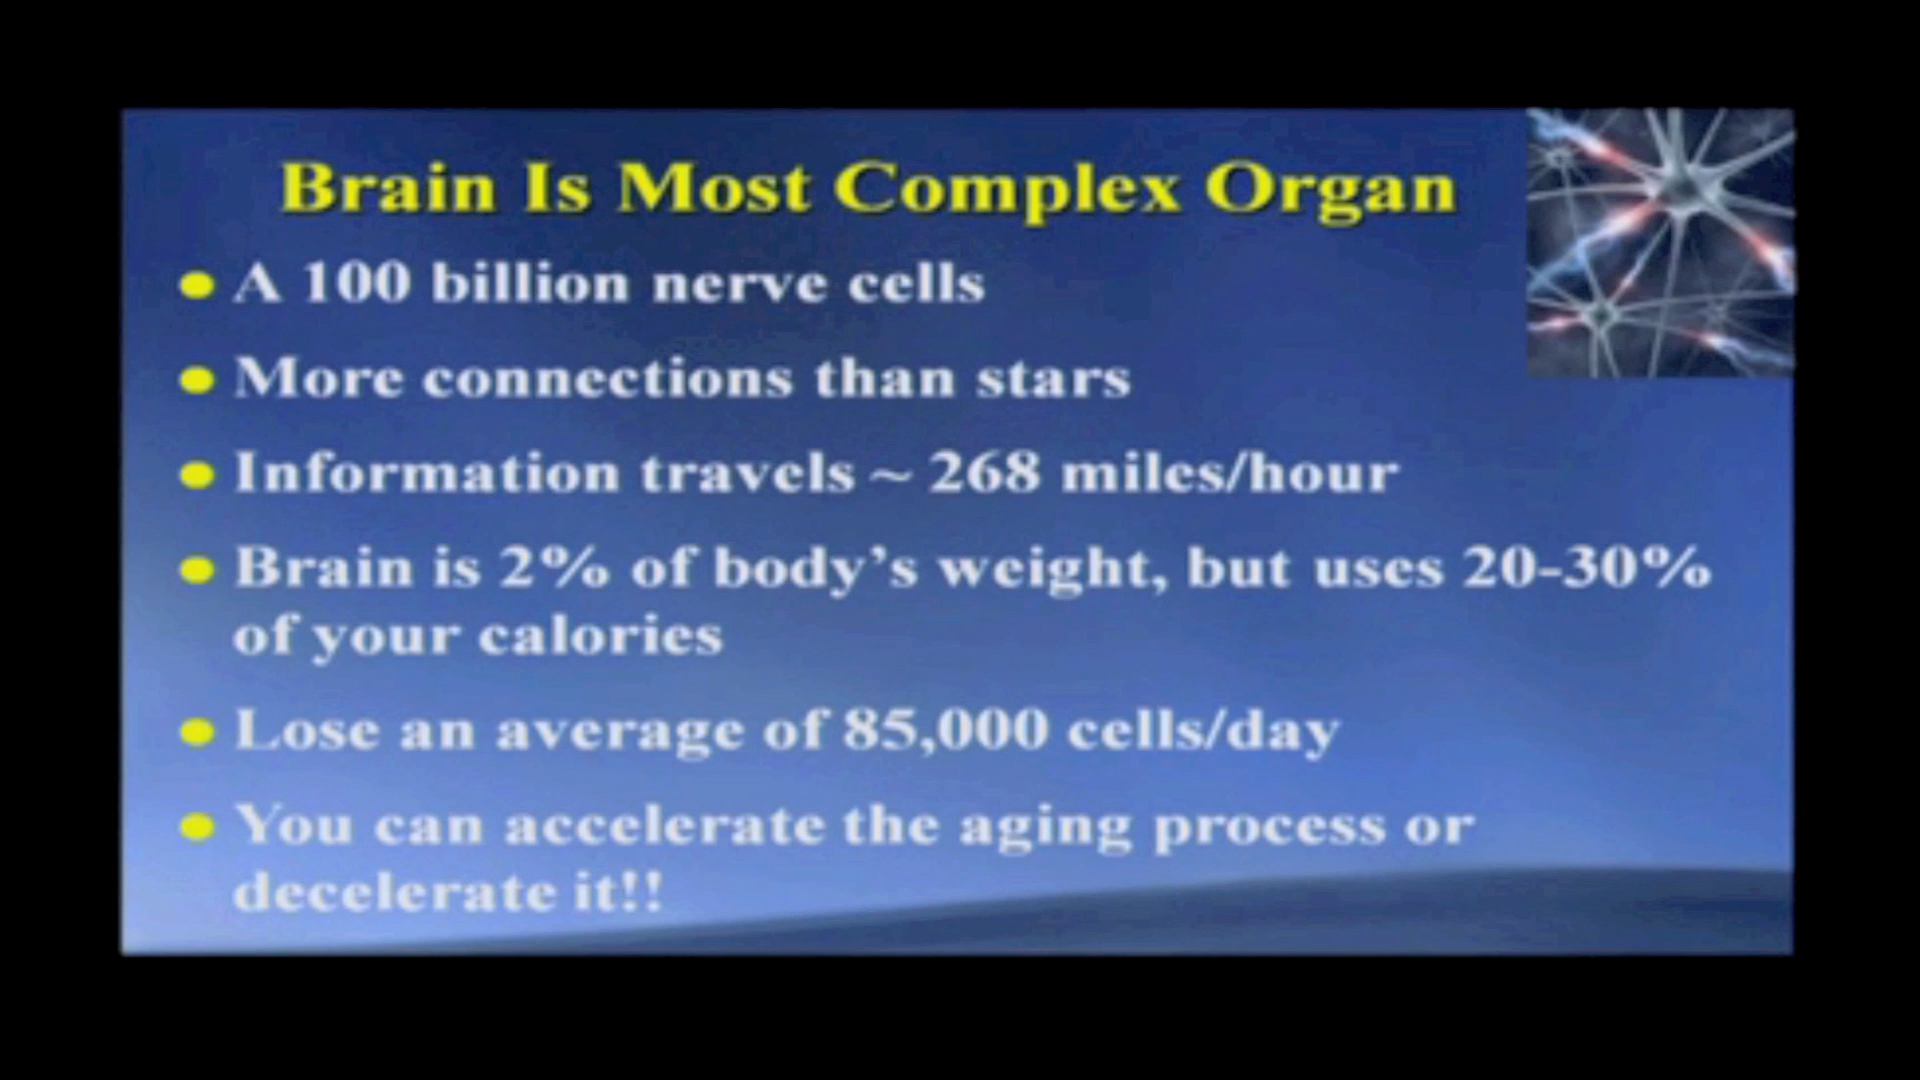 Brain Is Most Complex Organ
A 100 billion nerve cells
More connections than stars
Information travels ~ 268 miles/hour
Brain is 2% of body's weight, but uses 20-30%
of your calories
Lose an average of 85,000 cells/day
You can accelerate the aging process or
decelerate it!!